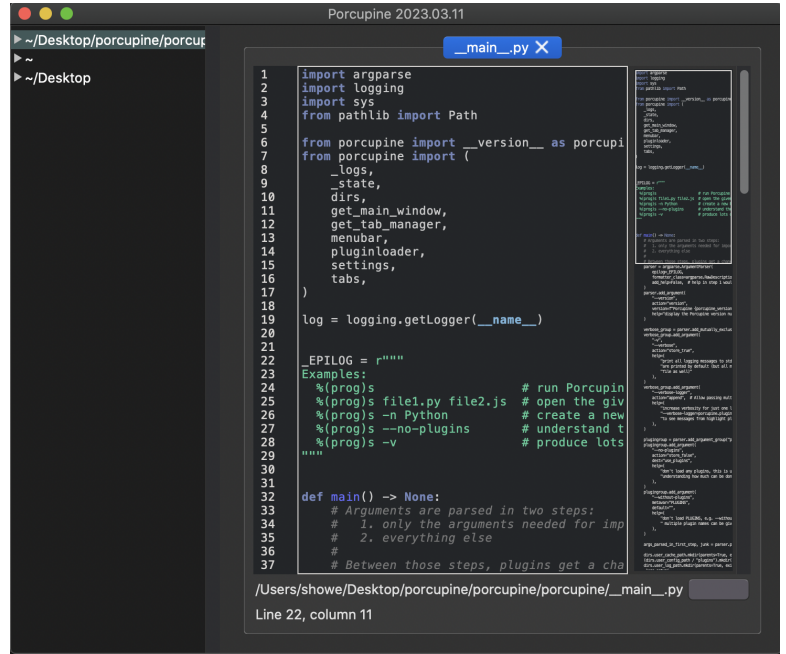 Porcupine 2023.03.11
~/Desktop/porcupine/porcup
~
~/Desktop
__main__.py
1 import argparse
2 import logging
3 import sys
4 from pathlib import Path
5
6 from porcupine import __version__ as porcupi
7 from porcupine import (
8     _logs,
9     _state,
10     dirs,
11     get_main_window,
12     get_tab_manager,
13     menubar,
14     pluginloader,
15     settings,
16     tabs,
17 )
18
19 log = logging.getLogger(__name__)
20
21
22 _EPILOG = r"""
23 Examples:
24   %(prog)s                 # run Porcupin
25   %(prog)s file1.py file2.js  # open the giv
26   %(prog)s -n Python       # create a new
27   %(prog)s --no-plugins    # understand t
28   %(prog)s -v              # produce lots
29 """
30
31
32 def main() -> None:
33     # Arguments are parsed in two steps:
34     #   1. only the arguments needed for imp
35     #   2. everything else
36     #
37     # Between those steps, plugins get a cha
/Users/showe/Desktop/porcupine/porcupine/porcupine/__main__.py
Line 22, column 11